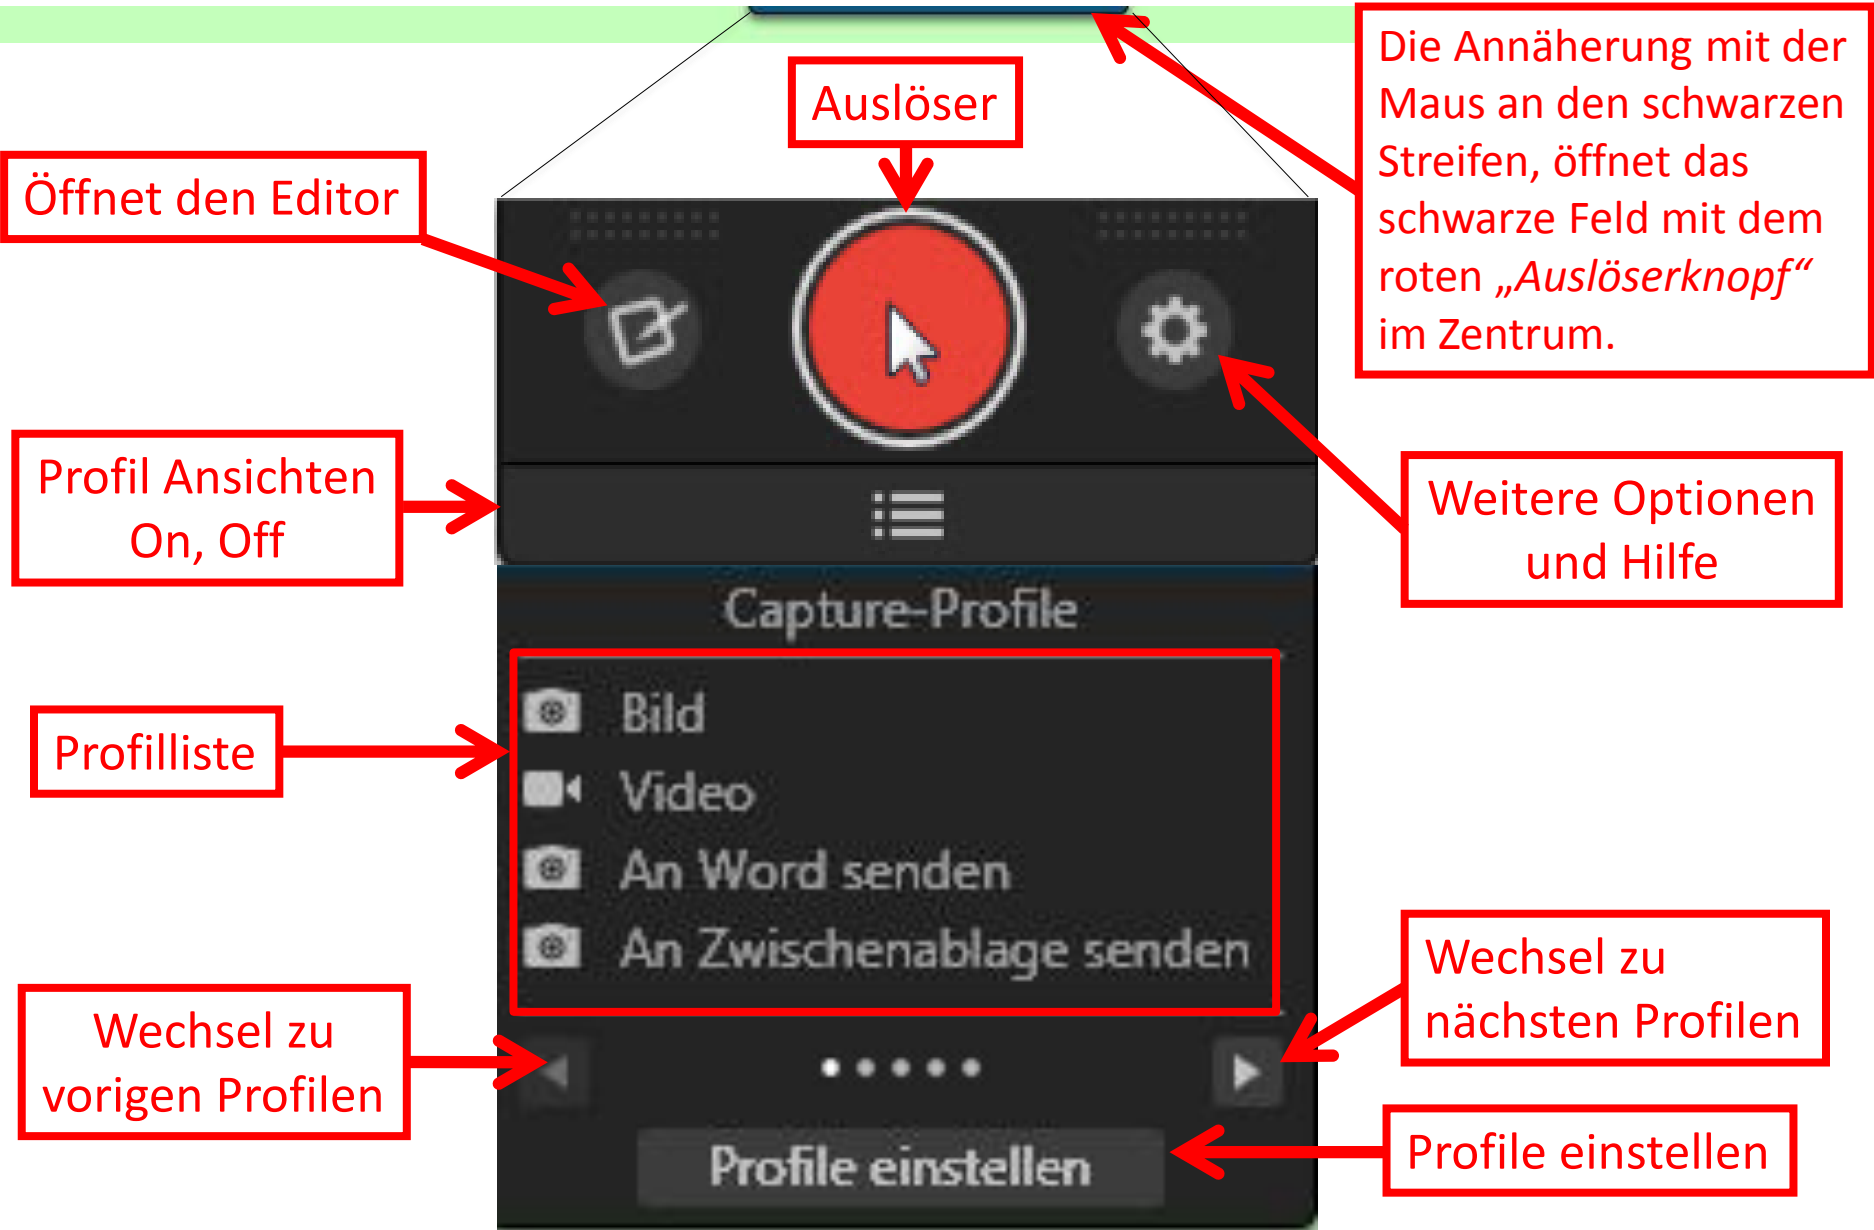 Die Annäherung mit der
Maus an den schwarzen
Streifen, öffnet das
schwarze Feld mit dem
roten „Auslöserknopf“
im Zentrum.
Auslöser
Öffnet den Editor
Profil Ansichten
On, Off
Weitere Optionen
und Hilfe
Capture-Profile
Bild
Video
An Word senden
An Zwischenablage senden
Profilliste
Wechsel zu
nächsten Profilen
Wechsel zu
vorigen Profilen
Profile einstellen
Profile einstellen